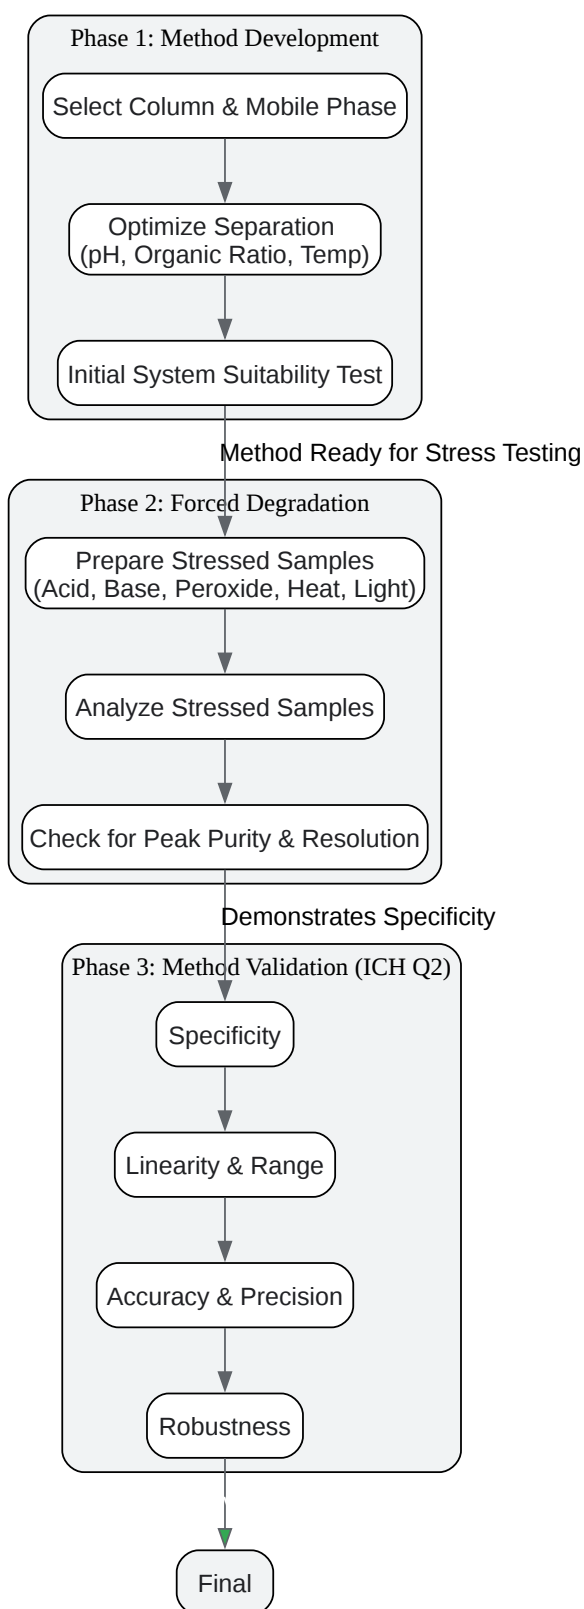 Phase 1: Method Development
Select Column & Mobile Phase
Optimize Separation
(pH, Organic Ratio, Temp)
Initial System Suitability Test
Method Ready for Stress Testing
Phase 2: Forced Degradation
Prepare Stressed Samples
(Acid, Base, Peroxide, Heat, Light)
Analyze Stressed Samples
Check for Peak Purity & Resolution
Demonstrates Specificity
Phase 3: Method Validation (ICH Q2)
Specificity
Linearity & Range
Accuracy & Precision
Robustness
Final